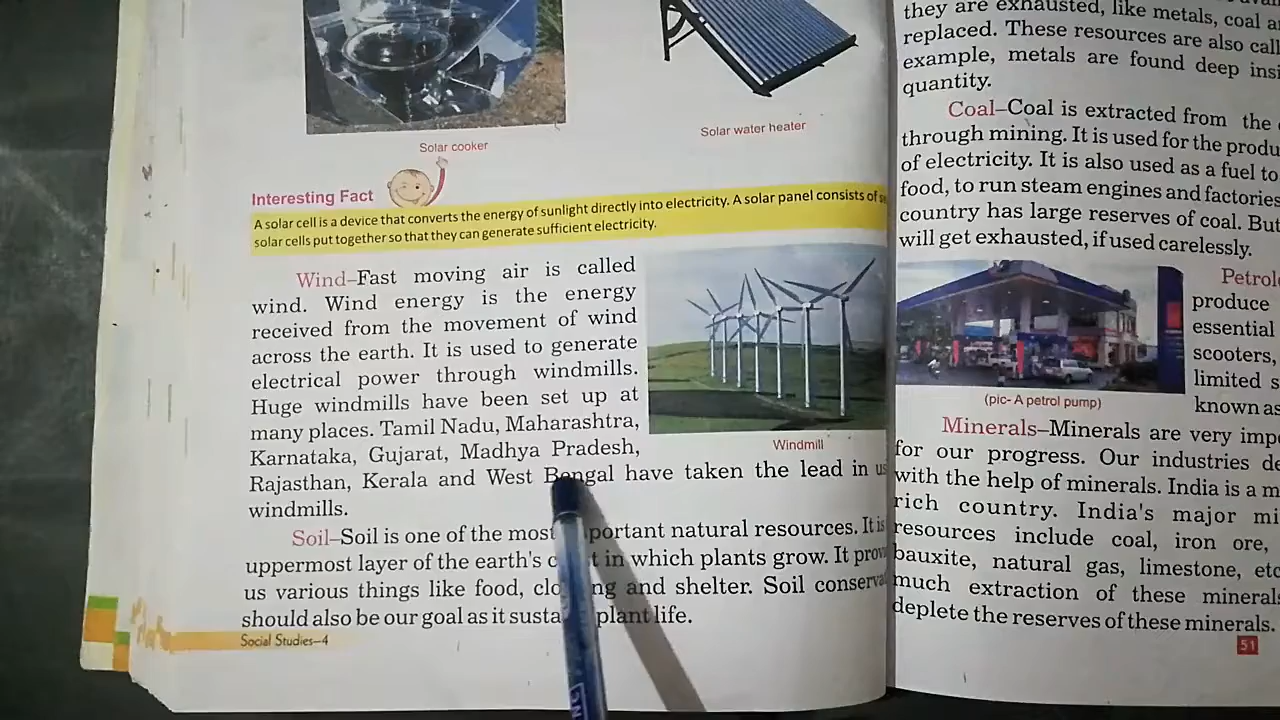 Solar cooker
Solar water heater
Interesting Fact
A solar cell is a device that converts the energy of sunlight directly into electricity. A solar panel consists of
solar cells put together so that they can generate sufficient electricity.
Wind–Fast moving air is called
wind. Wind energy is the energy
received from the movement of wind
across the earth. It is used to generate
electrical power through windmills.
Huge windmills have been set up at
many places. Tamil Nadu, Maharashtra,
Karnataka, Gujarat, Madhya Pradesh,
Rajasthan, Kerala and West Bengal have taken the lead in
windmills.
Windmill
Soil–Soil is one of the most portant natural resources. It is
uppermost layer of the earth's in which plants grow. It
us various things like food, and shelter. Soil
should also be our goal as it plant life.
Social Studies–4
they are exhausted, like metals, coal
replaced. These resources are also
example, metals are found deep
quantity.
Coal–Coal is extracted from the
through mining. It is used for the
of electricity. It is also used as a fuel to
food, to run steam engines and factories
country has large reserves of coal. But
will get exhausted, if used carelessly.
(pic- A petrol pump)
produce
essential
scooters,
limited
known as
Minerals–Minerals are very
for our progress. Our industries
with the help of minerals. India is a
rich country. India's major
resources include coal, iron ore,
bauxite, natural gas, limestone, etc
much extraction of these minerals
deplete the reserves of these minerals.
51